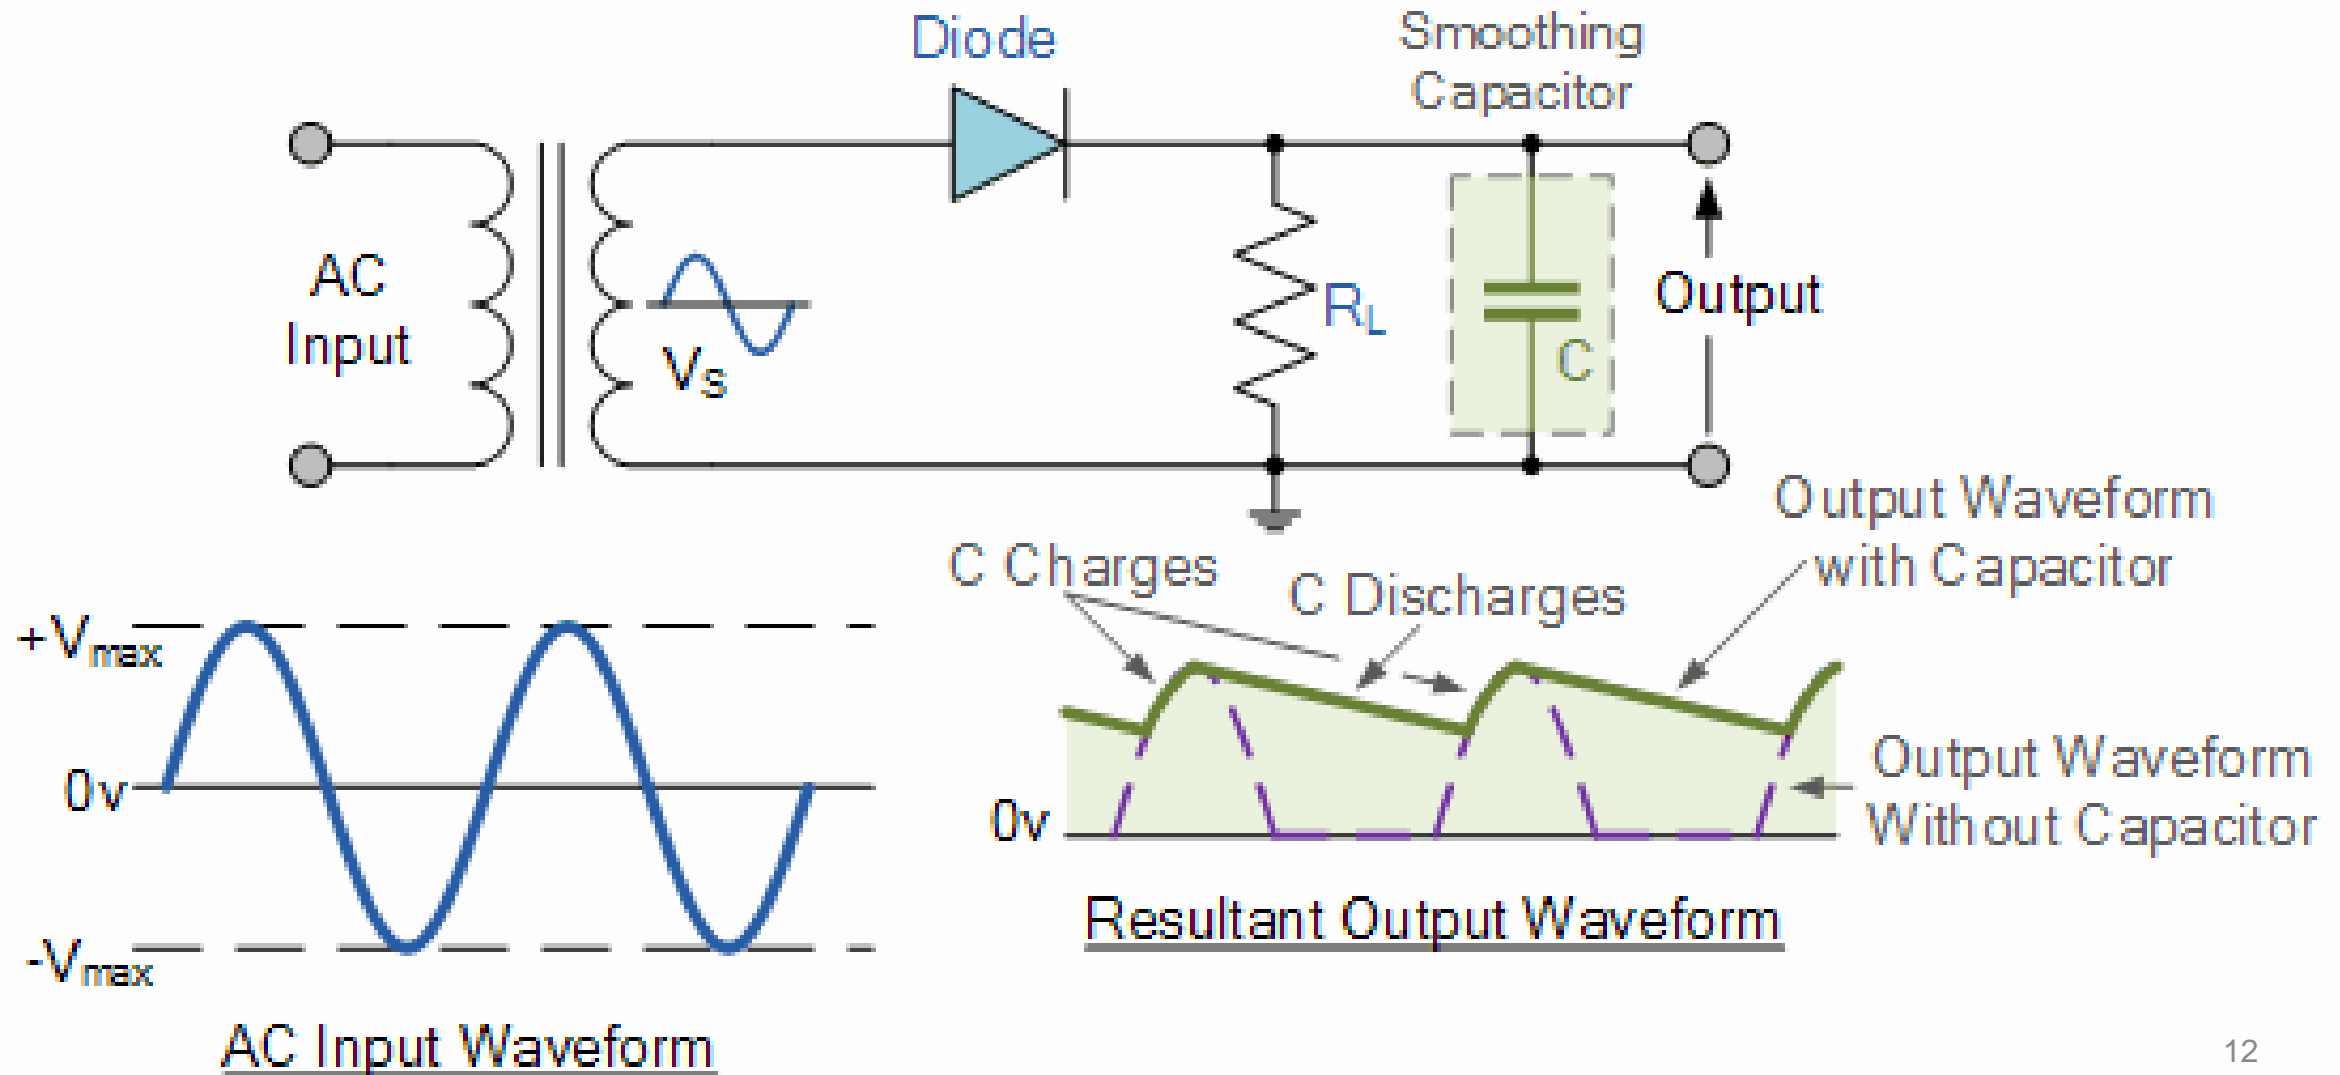 Diode
Smoothing
Capacitor
AC
Input
VS
RL
C
Output
Output Waveform
with Capacitor
C Charges
C Discharges
+Vmax
0v
-Vmax
0v
Output Waveform
Without Capacitor
Resultant Output Waveform
AC Input Waveform
12